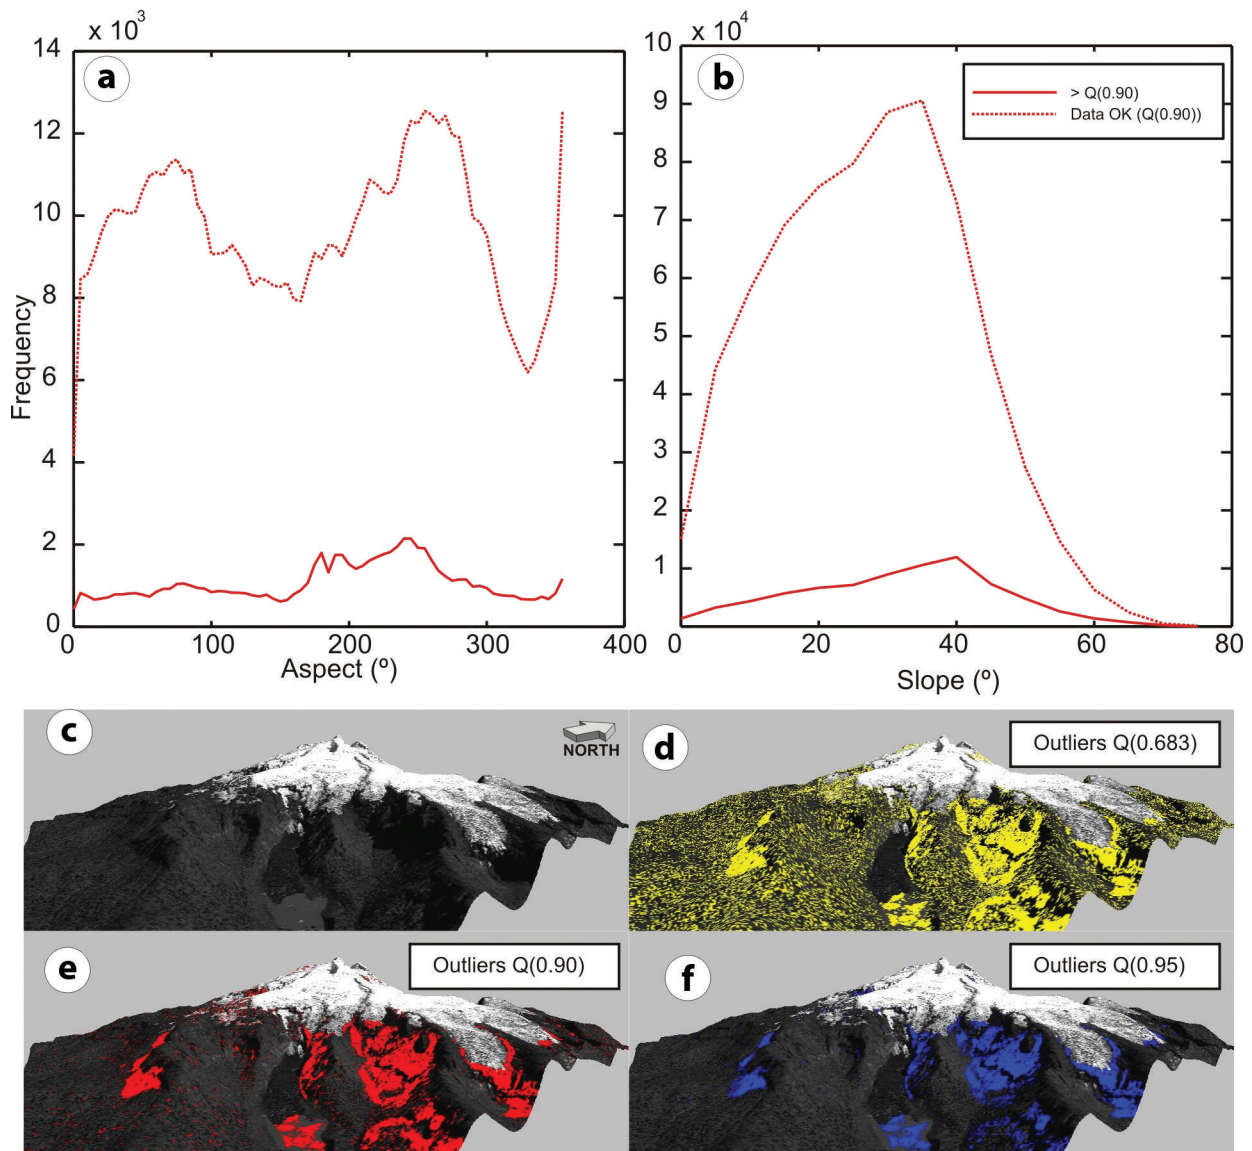 x 10³
14
12
10
8
6
4
2
0
0
100
200
300
400
Frequency
Aspect (º)
a
x 10⁴
10
9
8
7
6
5
4
3
2
1
0
20
40
60
80
Slope (º)
b
> Q(0.90)
Data OK (Q(0.90))
c
NORTH
d
Outliers Q(0.683)
e
Outliers Q(0.90)
f
Outliers Q(0.95)